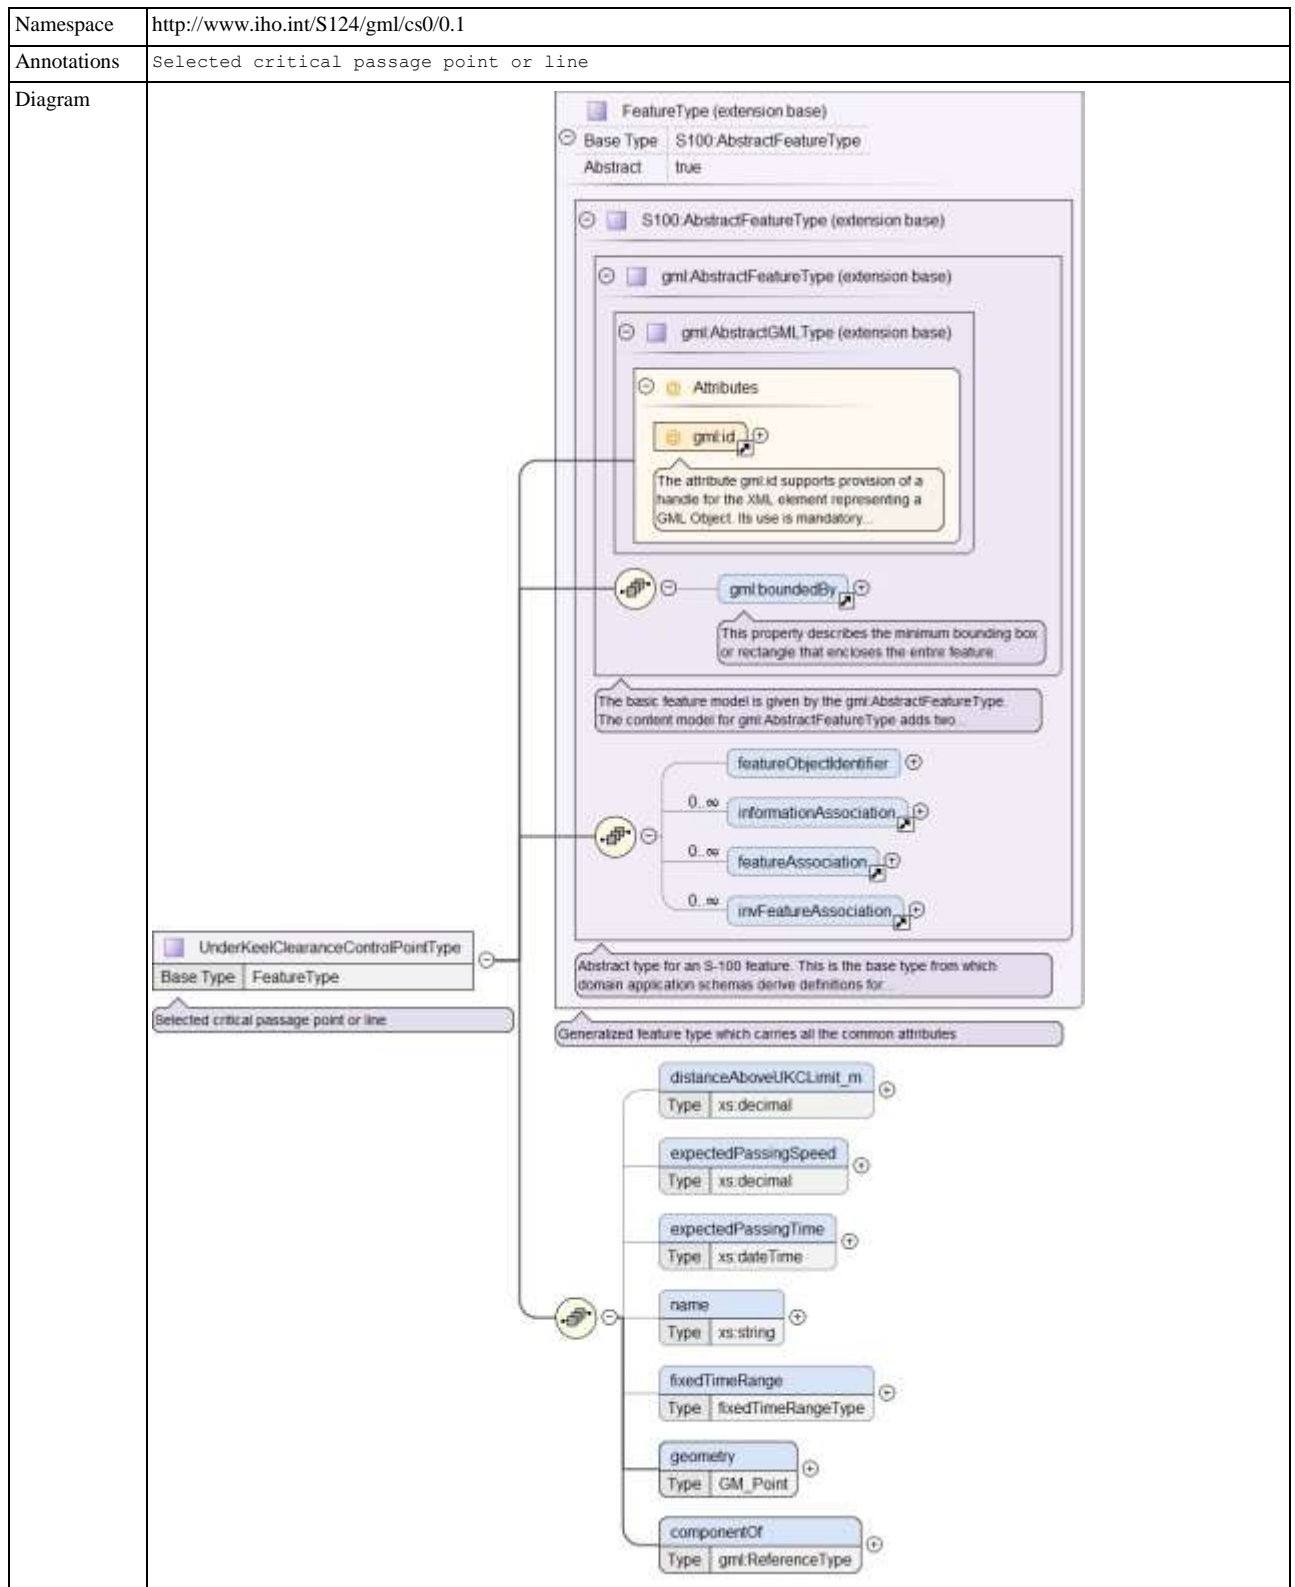 Namespace http://www.iho.int/S124/gml/cs0/0.1
Annotations Selected critical passage point or line
Diagram
FeatureType (extension base)
Base Type S100:AbstractFeatureType
Abstract true
S100:AbstractFeatureType (extension base)
gml:AbstractFeatureType (extension base)
gml:AbstractGMLType (extension base)
Attributes
gml:id
The attribute gml:id supports provision of a
handle for the XML element representing a
GML Object. Its use is mandatory...
gml:boundedBy
This property describes the minimum bounding box
or rectangle that encloses the entire feature.
The basic feature model is given by the gml:AbstractFeatureType.
The content model for gml:AbstractFeatureType adds two...
featureObjectIdentifier
0..∞ informationAssociation
0..∞ featureAssociation
0..∞ invFeatureAssociation
Abstract type for an S-100 feature. This is the base type from which
domain application schemas derive definitions for...
Generalized feature type which carries all the common attributes
UnderKeelClearanceControlPointType
Base Type FeatureType
Selected critical passage point or line
distanceAboveUKCLimit_m
Type xs:decimal
expectedPassingSpeed
Type xs:decimal
expectedPassingTime
Type xs:dateTime
name
Type xs:string
fixedTimeRange
Type fixedTimeRangeType
geometry
Type GM_Point
componentOf
Type gml:ReferenceType